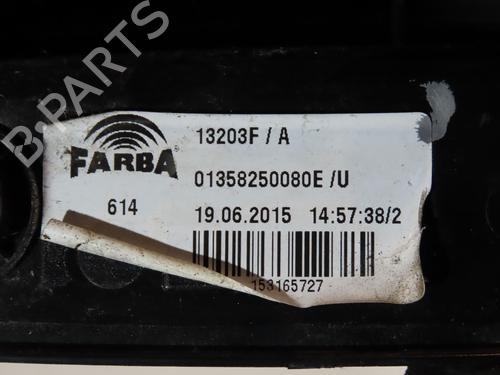 B-PARTS
FARBA
614
13203F / A
01358250080E /U
19.06.2015 14:57:38/2
153165727